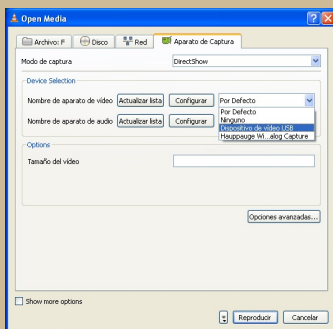 Open Media
Archivo: F Disco Red Aparato de Captura
Modo de captura DirectShow
Device Selection
Nombre de aparato de vídeo Actualizar lista Configurar Por Defecto
Por Defecto
Ninguno
Nombre de aparato de audio Actualizar lista Configurar Dispositivo de vídeo USB
Hauppauge Wi...alog Capture
Options
Tamaño del vídeo
Opciones avanzadas...
Show more options
Reproducir Cancelar